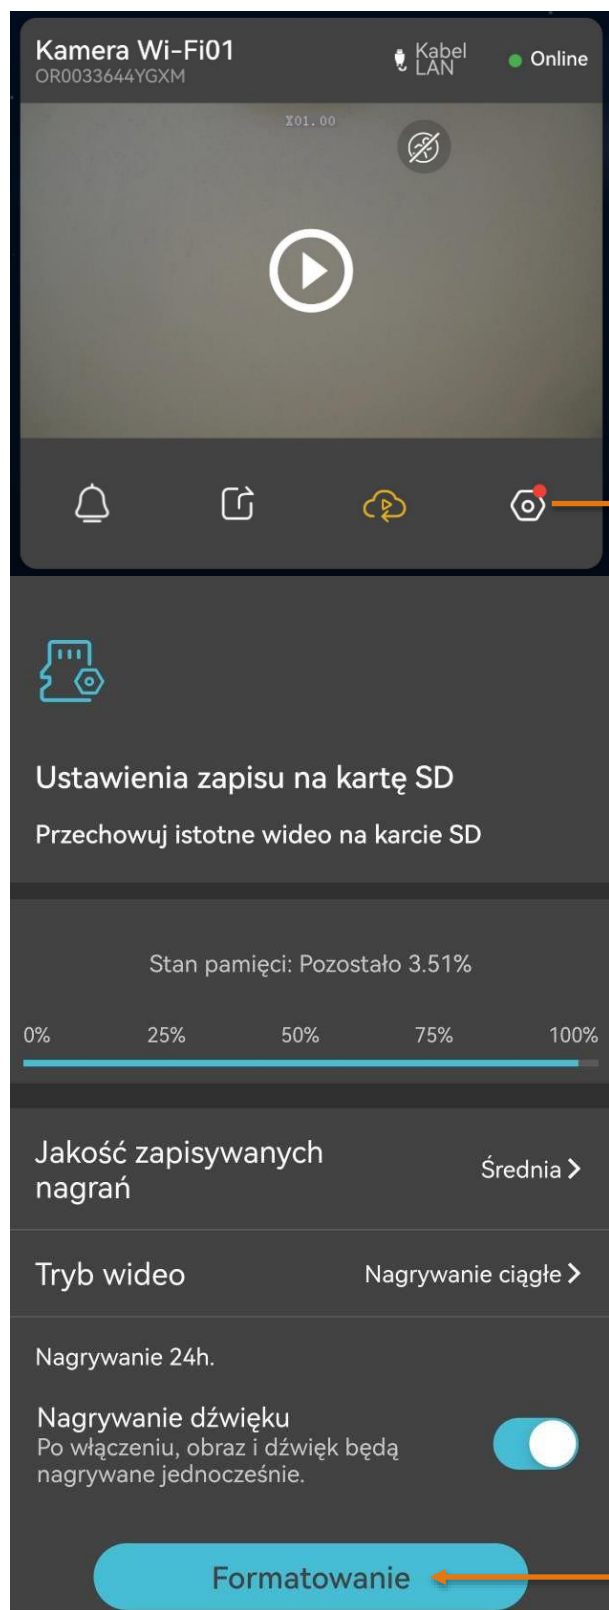 Kamera Wi-Fi01
OR0033644YGXM
Kabel
LAN
Online
X01.00
Ustawienia zapisu na kartę SD
Przechowuj istotne wideo na karcie SD
Stan pamięci: Pozostało 3.51%
0% 25% 50% 75% 100%
Jakość zapisywanych
nagrań
Średnia
Tryb wideo
Nagrywanie ciągłe
Nagrywanie 24h.
Nagrywanie dźwięku
Po włączeniu, obraz i dźwięk będą
nagrywane jednocześnie.
Formatowanie